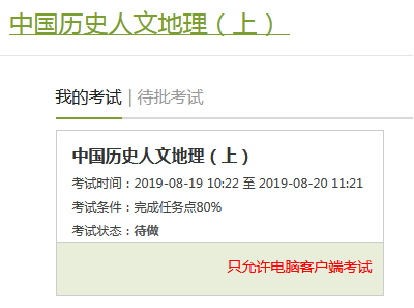 中国历史人文地理（上）
我的考试 | 待批考试
中国历史人文地理（上）
考试时间：2019-08-19 10:22 至 2019-08-20 11:21
考试条件：完成任务点80%
考试状态：待做
只允许电脑客户端考试